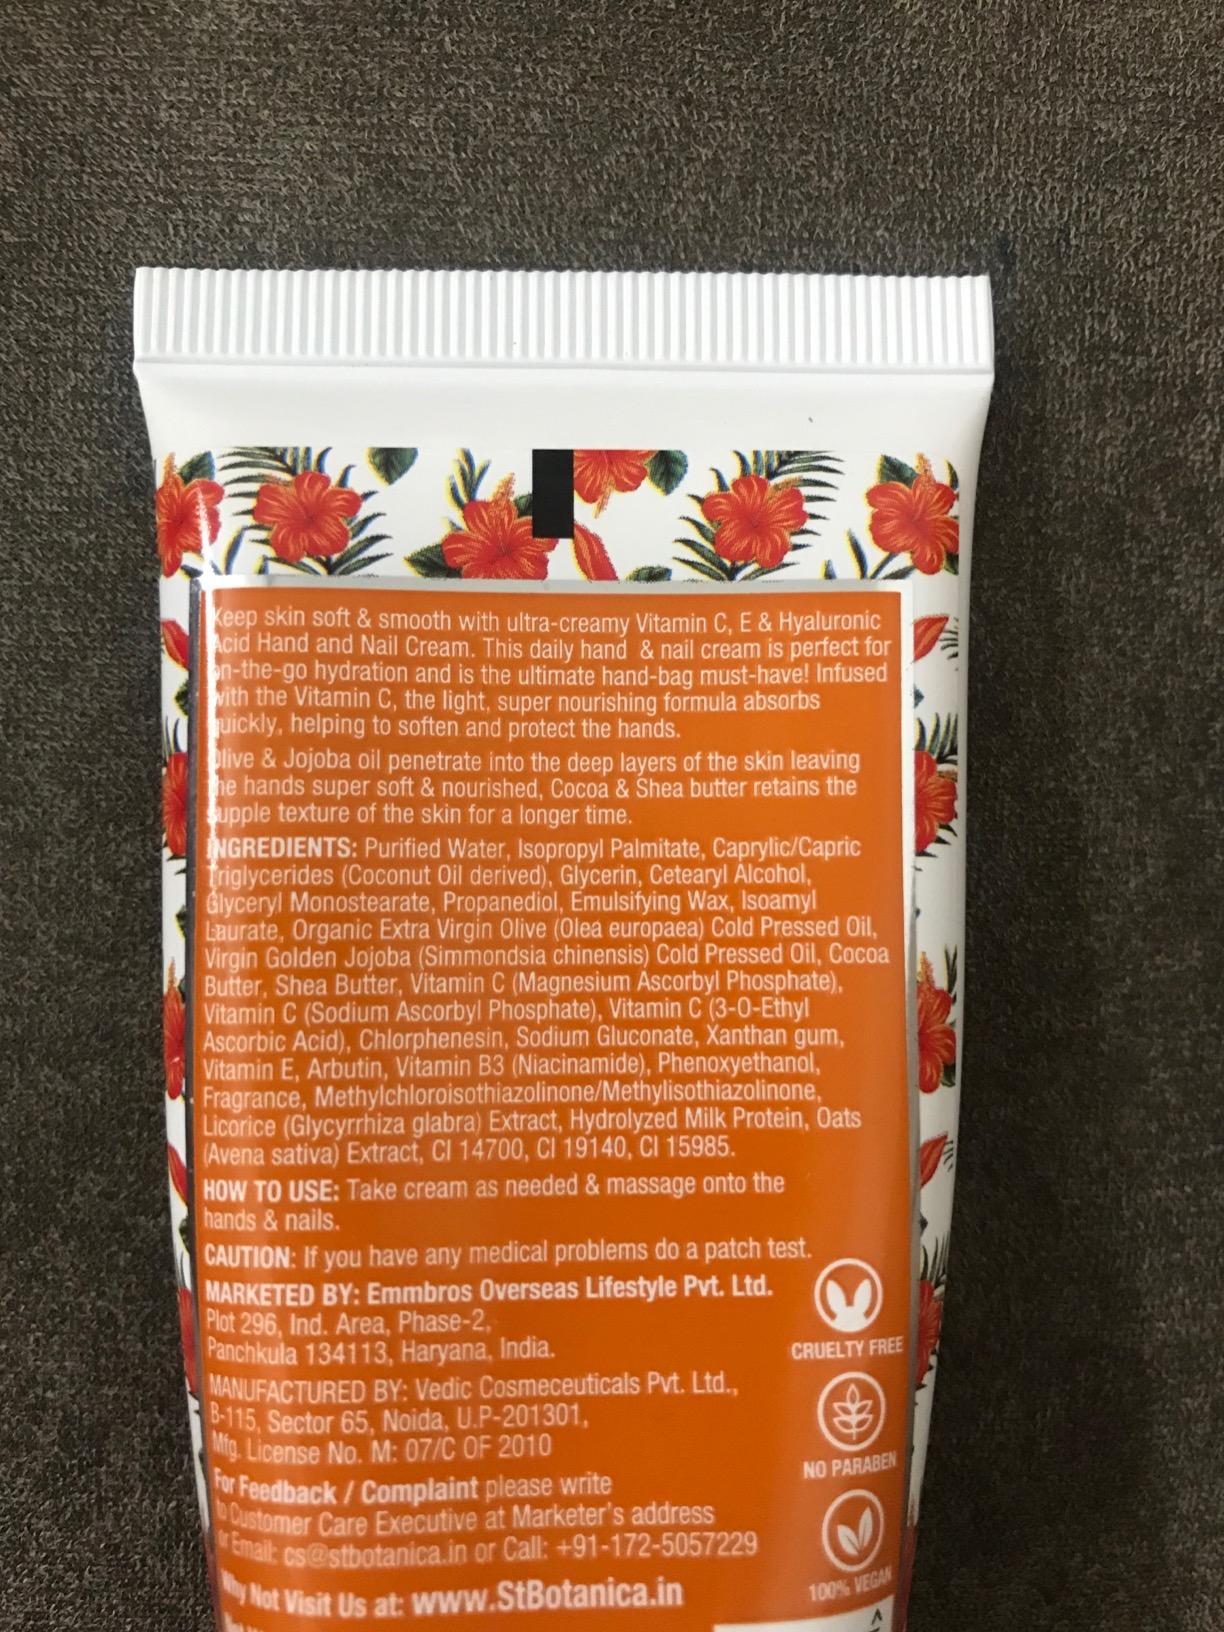 Keep skin soft & smooth with ultra-creamy Vitamin C, E & Hyaluronic
Acid Hand and Nail Cream. This daily hand & nail cream is perfect for
on-the-go hydration and is the ultimate hand-bag must-have! Infused
with the Vitamin C, the light, super nourishing formula absorbs
quickly, helping to soften and protect the hands.
Olive & Jojoba oil penetrate into the deep layers of the skin leaving
the hands super soft & nourished, Cocoa & Shea butter retains the
supple texture of the skin for a longer time.
INGREDIENTS: Purified Water, Isopropyl Palmitate, Caprylic/Capric
Triglycerides (Coconut Oil derived), Glycerin, Cetearyl Alcohol,
Glyceryl Monostearate, Propanediol, Emulsifying Wax, Isoamyl
Laurate, Organic Extra Virgin Olive (Olea europaea) Cold Pressed Oil,
Virgin Golden Jojoba (Simmondsia chinensis) Cold Pressed Oil, Cocoa
Butter, Shea Butter, Vitamin C (Magnesium Ascorbyl Phosphate),
Vitamin C (Sodium Ascorbyl Phosphate), Vitamin C (3-O-Ethyl
Ascorbic Acid), Chlorphenesin, Sodium Gluconate, Xanthan gum,
Vitamin E, Arbutin, Vitamin B3 (Niacinamide), Phenoxyethanol,
Fragrance, Methylchloroisothiazolinone/Methylisothiazolinone,
Licorice (Glycyrrhiza glabra) Extract, Hydrolyzed Milk Protein, Oats
(Avena sativa) Extract, CI 14700, CI 19140, CI 15985.
HOW TO USE: Take cream as needed & massage onto the
hands & nails.
CAUTION: If you have any medical problems do a patch test.
MARKETED BY: Emmbros Overseas Lifestyle Pvt. Ltd.
Plot 296, Ind. Area, Phase-2,
Panchkula 134113, Haryana, India.
CRUELTY FREE
MANUFACTURED BY: Vedic Cosmeceuticals Pvt. Ltd.,
B-115, Sector 65, Noida, U.P-201301,
Mfg. License No. M: 07/C OF 2010
NO PARABEN
For Feedback / Complaint please write
to Customer Care Executive at Marketer's address
or Email: cs@stbotanica.in or Call: +91-172-5057229
100% VEGAN
Why Not Visit Us at: www.StBotanica.in